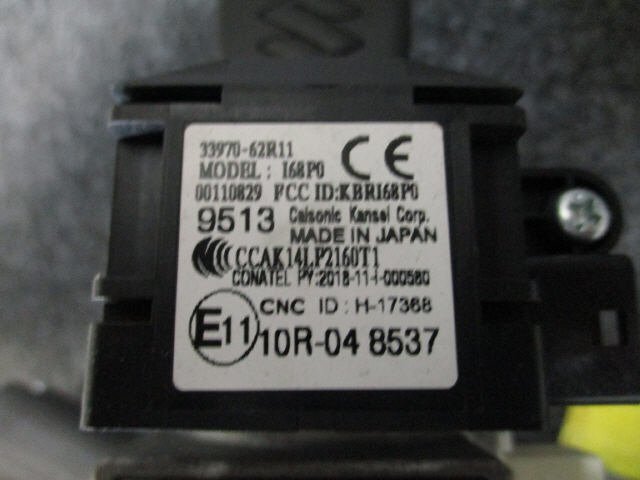 33970-62R11
MODEL : I68P0
CE
00110829 FCC ID:KBRI68P0
9513 Calsonic Kansei Corp.
MADE IN JAPAN
CCAK14LP2160T1
CONATEL PY:2018-11-I-000580
CNC ID : H-17368
E11 10R-04 8537